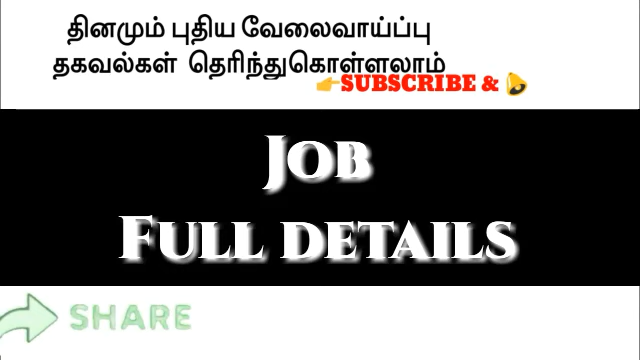 தினமும் புதிய வேலைவாய்ப்பு
தகவல்கள் தெரிந்துகொள்ளலாம்
👉SUBSCRIBE & 🔔
JOB
FULL DETAILS
SHARE